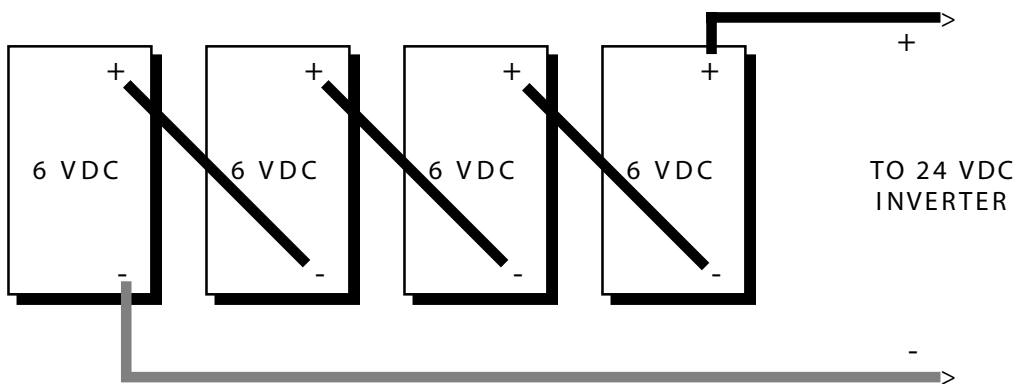 >
+
+ + + +
6 VDC 6 VDC 6 VDC 6 VDC TO 24 VDC
INVERTER
- - - -
-
>